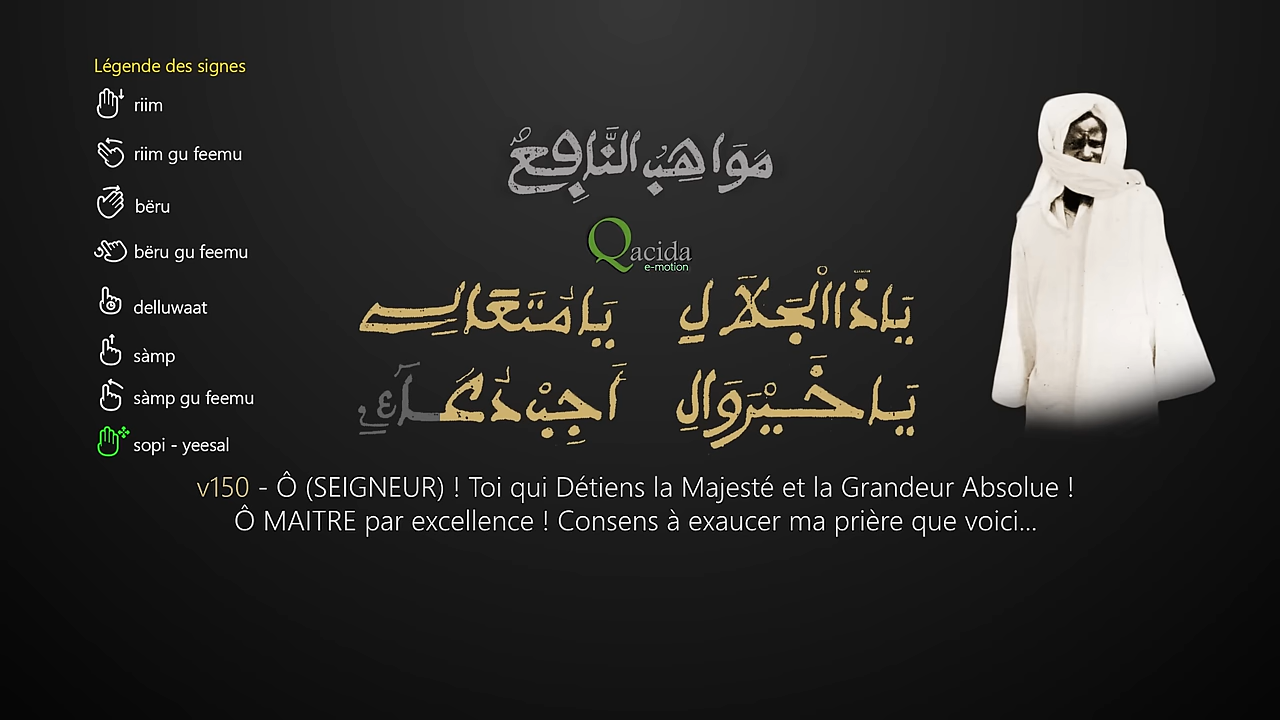 Légende des signes
riim
riim gu feemu
bëru
bëru gu feemu
delluwaat
sàmp
sàmp gu feemu
sopi - yeesal
مَوَاهِبُ النَّافِعُ
Qacida
e-motion
يَاذَا الْجَلَالِ يَا مُتَعَالِي
يَا خَيْرَ وَالِ أَجِبْ دُعَآءِي
v150 - Ô (SEIGNEUR) ! Toi qui Détiens la Majesté et la Grandeur Absolue !
Ô MAITRE par excellence ! Consens à exaucer ma prière que voici...